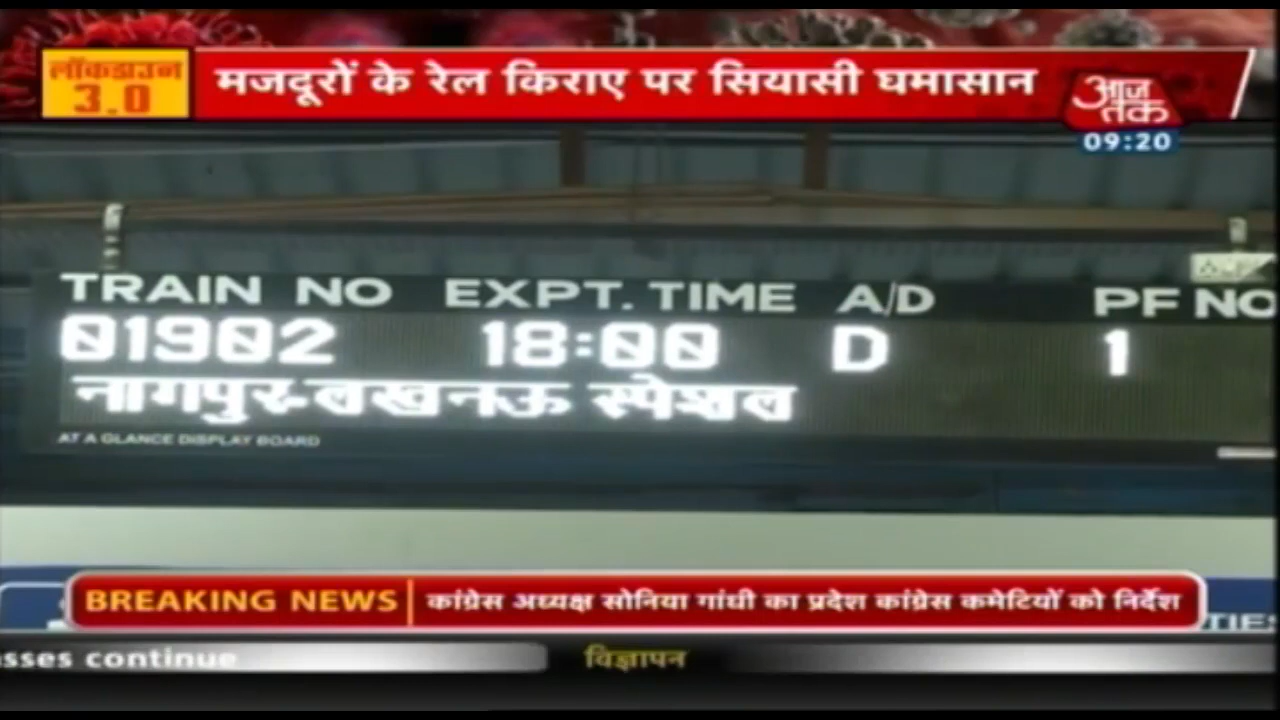 लॉकडाउन
3.0
मजदूरों के रेल किराए पर सियासी घमासान
आज
तक
09:20
TRAIN NO EXPT. TIME A/D PF NO
01902 18:00 D 1
नागपुर-लखनऊ स्पेशल
AT A GLANCE DISPLAY BOARD
BREAKING NEWS कांग्रेस अध्यक्ष सोनिया गांधी का प्रदेश कांग्रेस कमेटियों को निर्देश
continue विज्ञापन